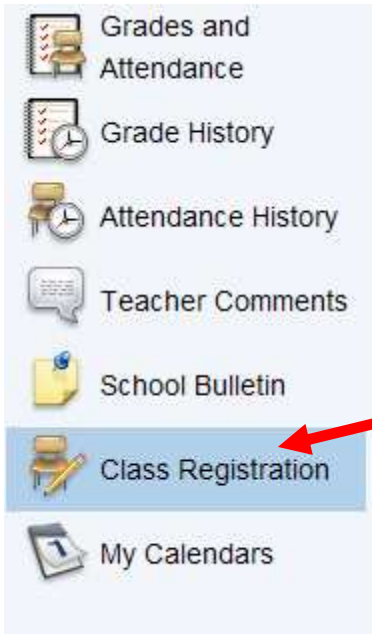 Grades and
Attendance
Grade History
Attendance History
Teacher Comments
School Bulletin
Class Registration
My Calendars